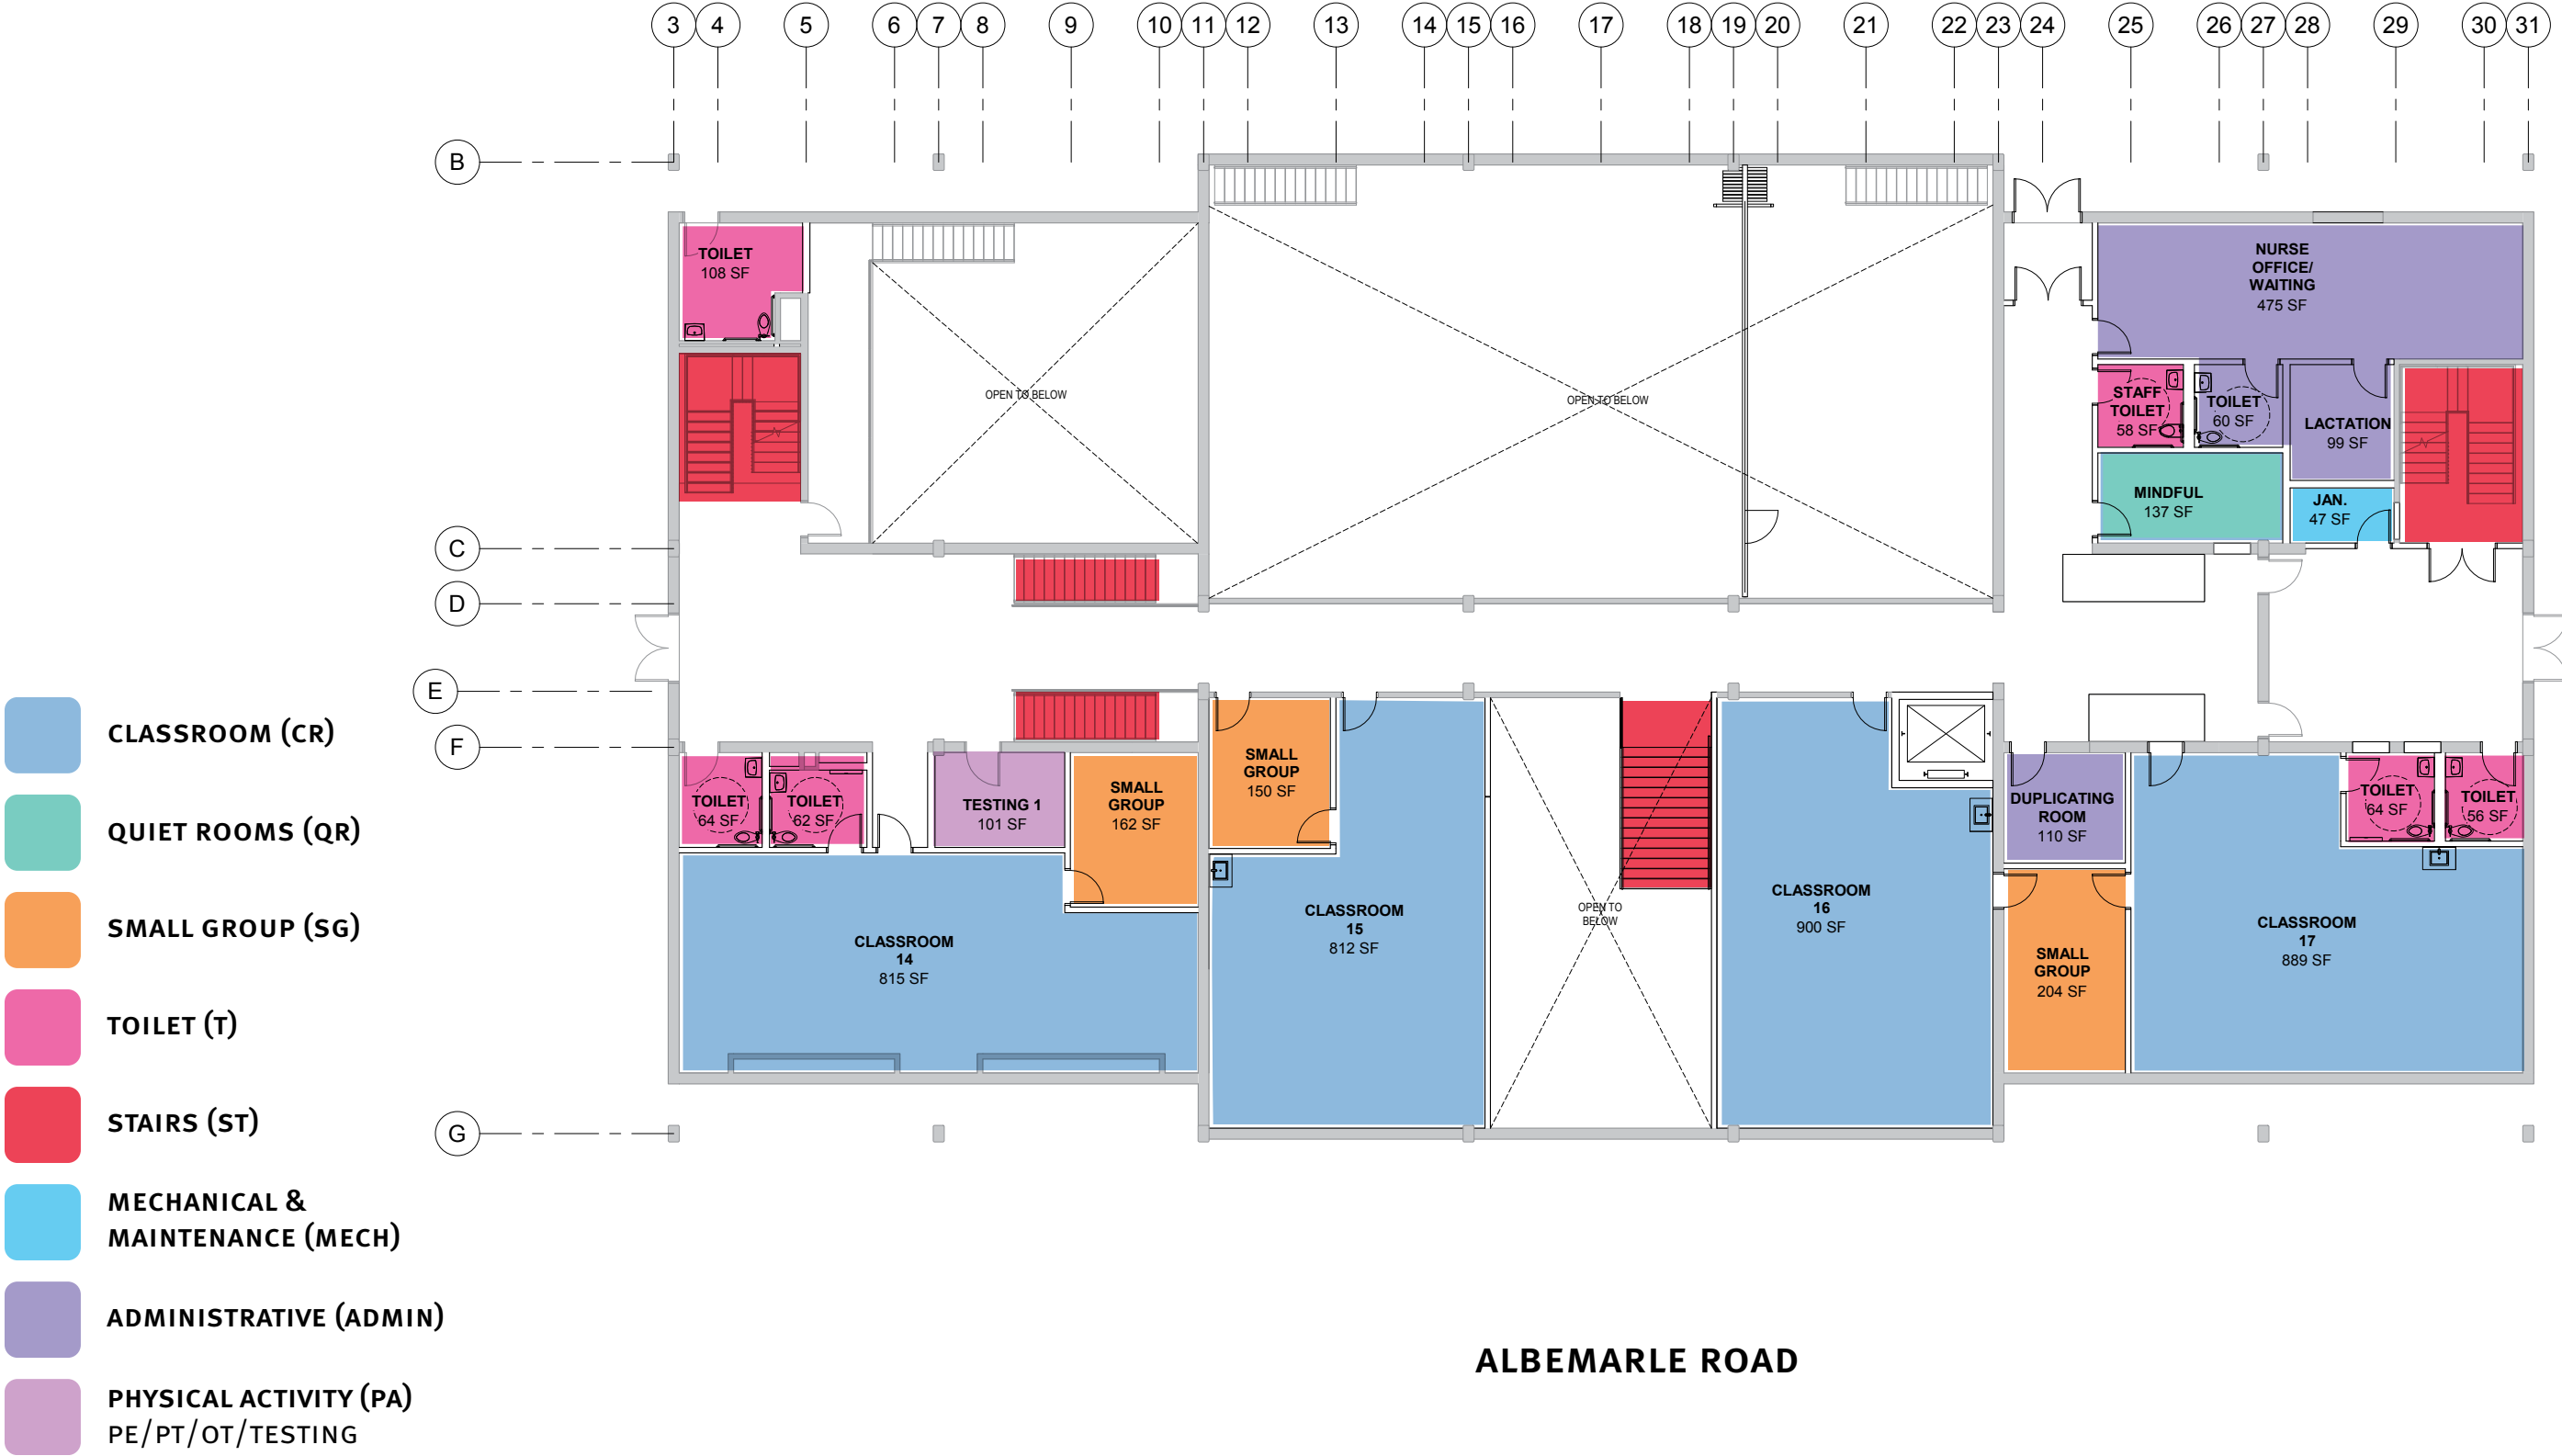 3 4 5 6 7 8 9 10 11 12 13 14 15 16 17 18 19 20 21 22 23 24 25 26 27 28 29 30 31
B
C
D
E
F
G
TOILET
108 SF
OPEN TO BELOW
OPEN TO BELOW
NURSE
OFFICE/
WAITING
475 SF
STAFF
TOILET
58 SF
TOILET
60 SF
LACTATION
99 SF
MINDFUL
137 SF
JAN.
47 SF
TOILET
64 SF
TOILET
62 SF
TESTING 1
101 SF
SMALL
GROUP
162 SF
SMALL
GROUP
150 SF
DUPLICATING
ROOM
110 SF
TOILET
64 SF
TOILET
56 SF
CLASSROOM
14
815 SF
CLASSROOM
15
812 SF
OPEN TO
BELOW
CLASSROOM
16
900 SF
SMALL
GROUP
204 SF
CLASSROOM
17
889 SF
CLASSROOM (CR)
QUIET ROOMS (QR)
SMALL GROUP (SG)
TOILET (T)
STAIRS (ST)
MECHANICAL &
MAINTENANCE (MECH)
ADMINISTRATIVE (ADMIN)
PHYSICAL ACTIVITY (PA)
PE/PT/OT/TESTING
ALBEMARLE ROAD